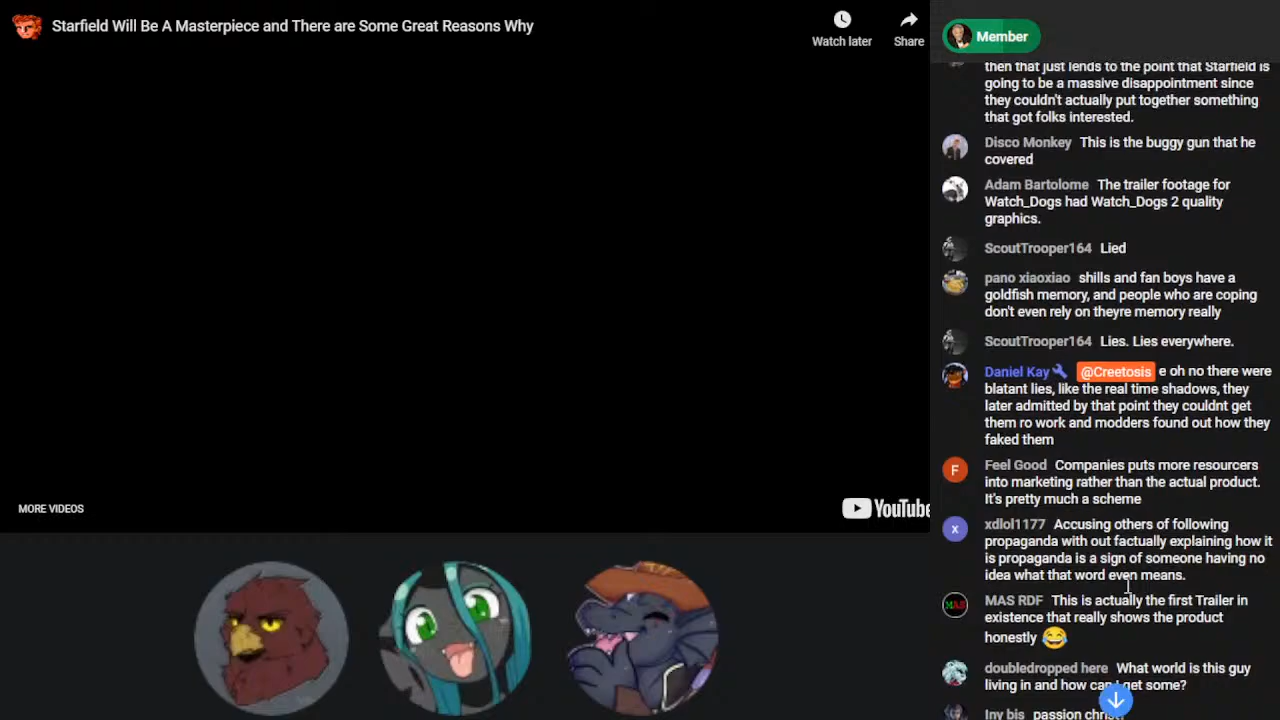 Starfield Will Be A Masterpiece and There are Some Great Reasons Why
Watch later
Share
MORE VIDEOS
YouTube
Member
then that just lends to the point that Starfield is
going to be a massive disappointment since
they couldn't actually put together something
that got folks interested.
Disco Monkey This is the buggy gun that he
covered
Adam Bartolome The trailer footage for
Watch_Dogs had Watch_Dogs 2 quality
graphics.
ScoutTrooper164 Lied
pano xiaoxiao shills and fan boys have a
goldfish memory, and people who are coping
don't even rely on theyre memory really
ScoutTrooper164 Lies. Lies everywhere.
Daniel Kay @Creetosis e oh no there were
blatant lies, like the real time shadows, they
later admitted by that point they couldnt get
them ro work and modders found out how they
faked them
F
Feel Good Companies puts more resourcers
into marketing rather than the actual product.
It's pretty much a scheme
x
xdlol1177 Accusing others of following
propaganda with out factually explaining how it
is propaganda is a sign of someone having no
idea what that word even means.
MAS
MAS RDF This is actually the first Trailer in
existence that really shows the product
honestly 😂
doubledropped here What world is this guy
living in and how can I get some?
passion